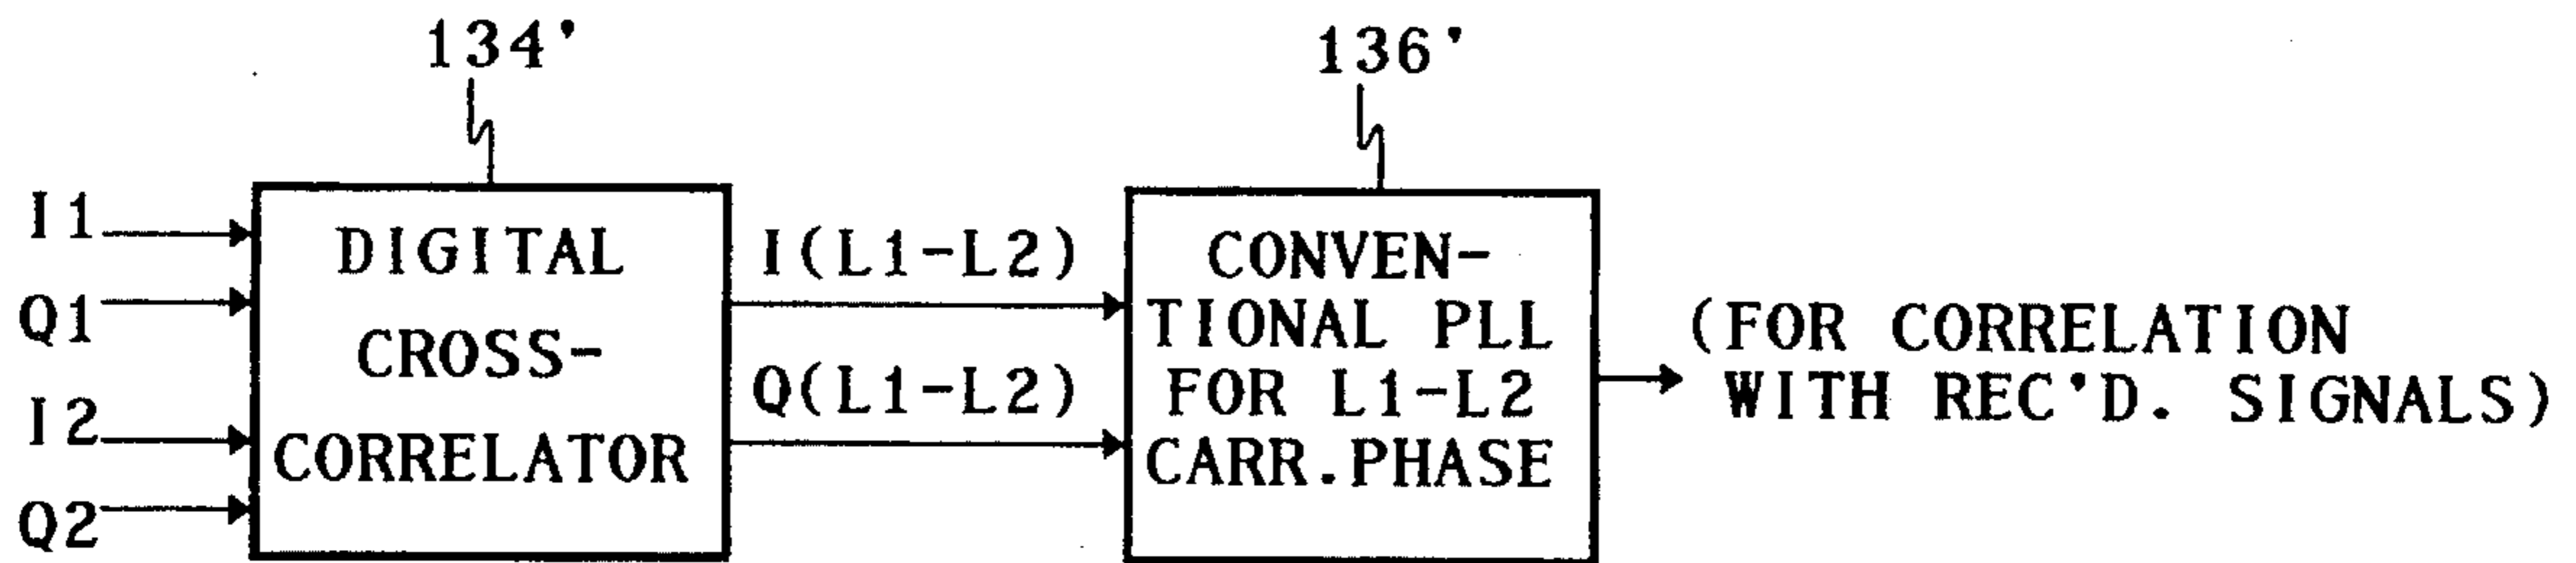 134'
136'
I1
Q1
I2
Q2
DIGITAL
CROSS-
CORRELATOR
I(L1-L2)
Q(L1-L2)
CONVEN-
TIONAL PLL
FOR L1-L2
CARR.PHASE
(FOR CORRELATION
WITH REC'D. SIGNALS)